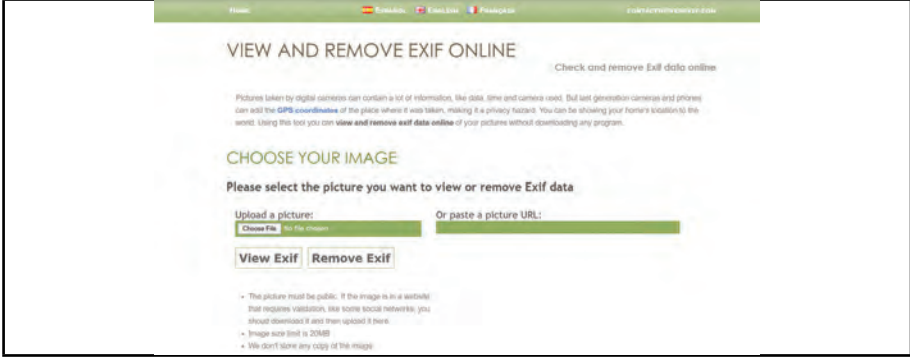 Home Español English Française
VIEW AND REMOVE EXIF ONLINE
Check and remove Exif data online
Pictures taken by digital cameras can contain a lot of information, like data, time and camera used. But last generation cameras and phones
can add the GPS coordinates of the place where it was taken, making it a privacy hazard. You can be showing your home's location to the
world. Using this tool you can view and remove exif data online of your pictures without downloading any program.
CHOOSE YOUR IMAGE
Please select the picture you want to view or remove Exif data
Upload a picture: Or paste a picture URL:
Choose File No file chosen
View Exif Remove Exif
• The picture must be public. If the image is in a website
that requires validation, like some social networks, you
should download it and then upload it here.
• Image size limit is 20MB
• We don't store any copy of the image